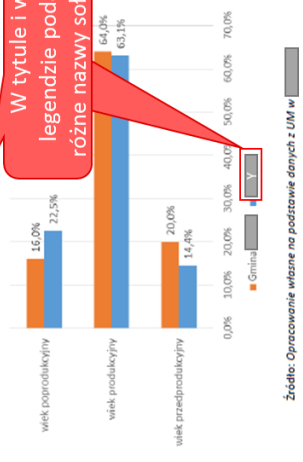 W tytule i w
legendzie pod
różne nazwy soł
70,0%
60,0%
50,0%
40,0%
30,0%
20,0%
10,0%
0,0%
64,0%
63,1%
16,0%
22,5%
20,0%
14,4%
wiek poprodukcyjny
wiek produkcyjny
wiek przedprodukcyjny
Gmina
Y
Źródło: Opracowanie własne na podstawie danych z UM w